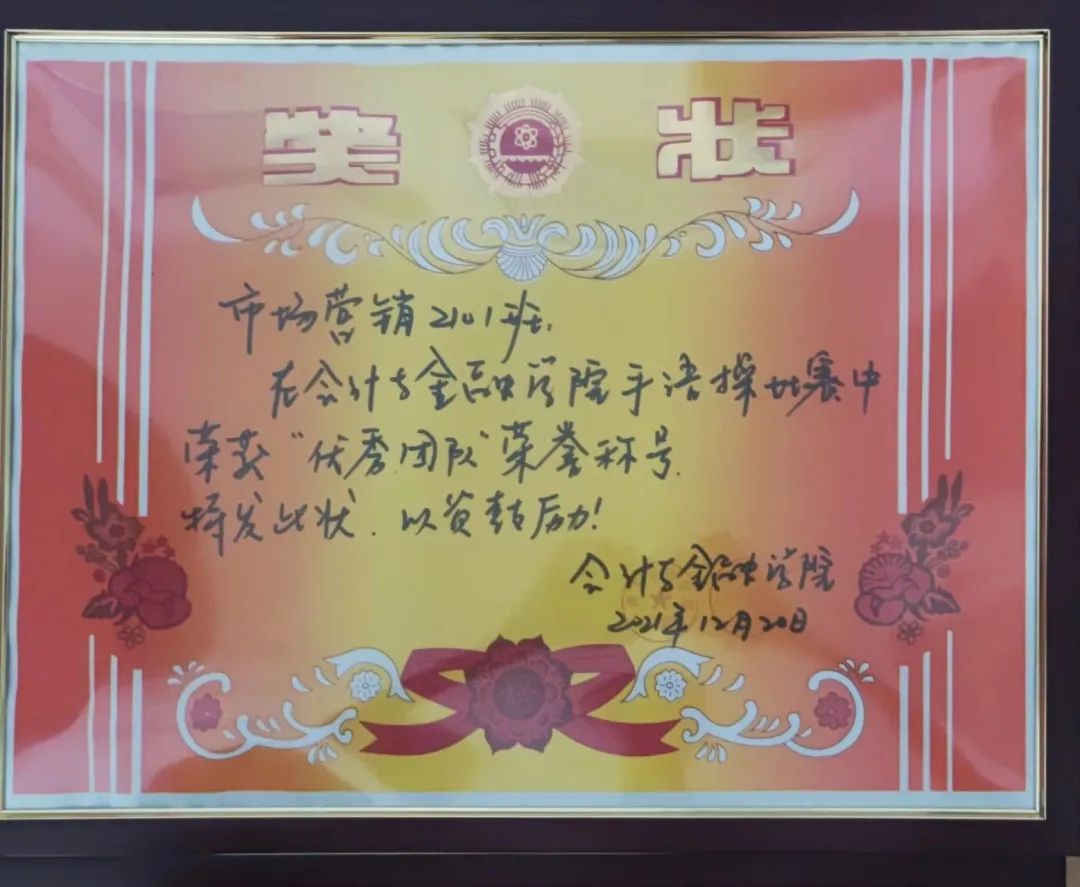 奖状
市场营销2101班:
在会计与金融学院手语操比赛中
荣获“优秀团队”荣誉称号.
特发此状.以资鼓励!
会计与金融学院
2021年12月20日